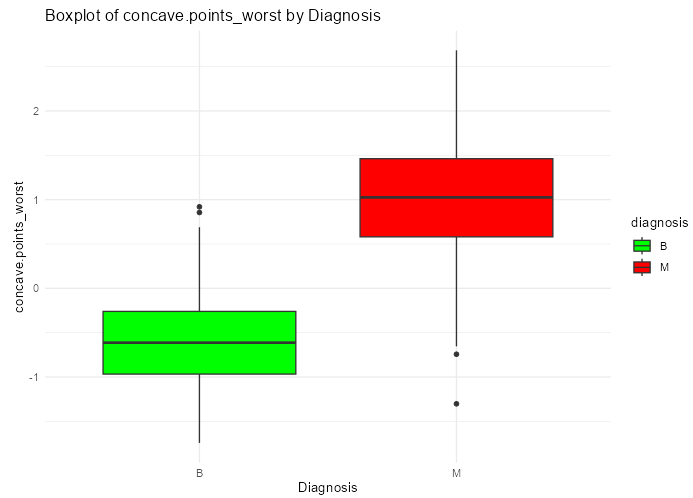 Boxplot of concave.points_worst by Diagnosis
concave.points_worst
2
1
0
-1
B
M
Diagnosis
diagnosis
B
M